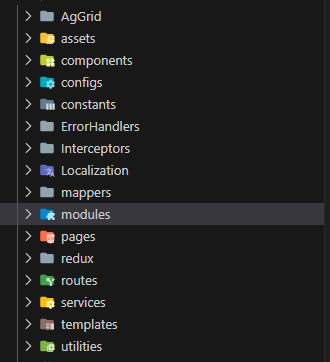 AgGrid
assets
components
configs
constants
ErrorHandlers
Interceptors
Localization
mappers
modules
pages
redux
routes
services
templates
utilities